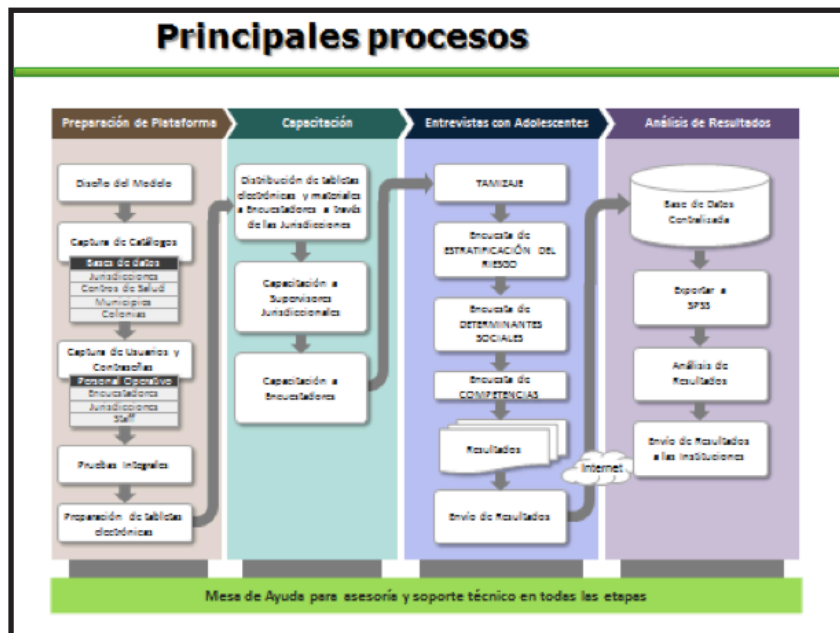 Principales procesos
Preparación de Plataforma
Diseño del Modelo
Captura de Catálogos
Bases de datos
Jurisdicciones
Centros de Salud
Municipios
Colonias
Captura de Usuarios y
Contraseñas
Personal Operativo
Encuestadores
Jurisdicciones
Staff
Pruebas Integrales
Preparación de tabletas
electrónicas
Capacitación
Distribución de tabletas
electrónicas y materiales
a Encuestadores a través
de las Jurisdicciones
Capacitación a
Supervisores
Jurisdiccionales
Capacitación a
Encuestadores
Entrevistas con Adolescentes
TAMIZAJE
Encuesta de
ESTRATIFICACIÓN DEL
RIESGO
Encuesta de
DETERMINANTES
SOCIALES
Encuesta de
COMPETENCIAS
Resultados
Envío de Resultados
Internet
Análisis de Resultados
Base de Datos
Centralizada
Exportar a
SPSS
Análisis de
Resultados
Envío de Resultados
a las Instituciones
Mesa de Ayuda para asesoría y soporte técnico en todas las etapas